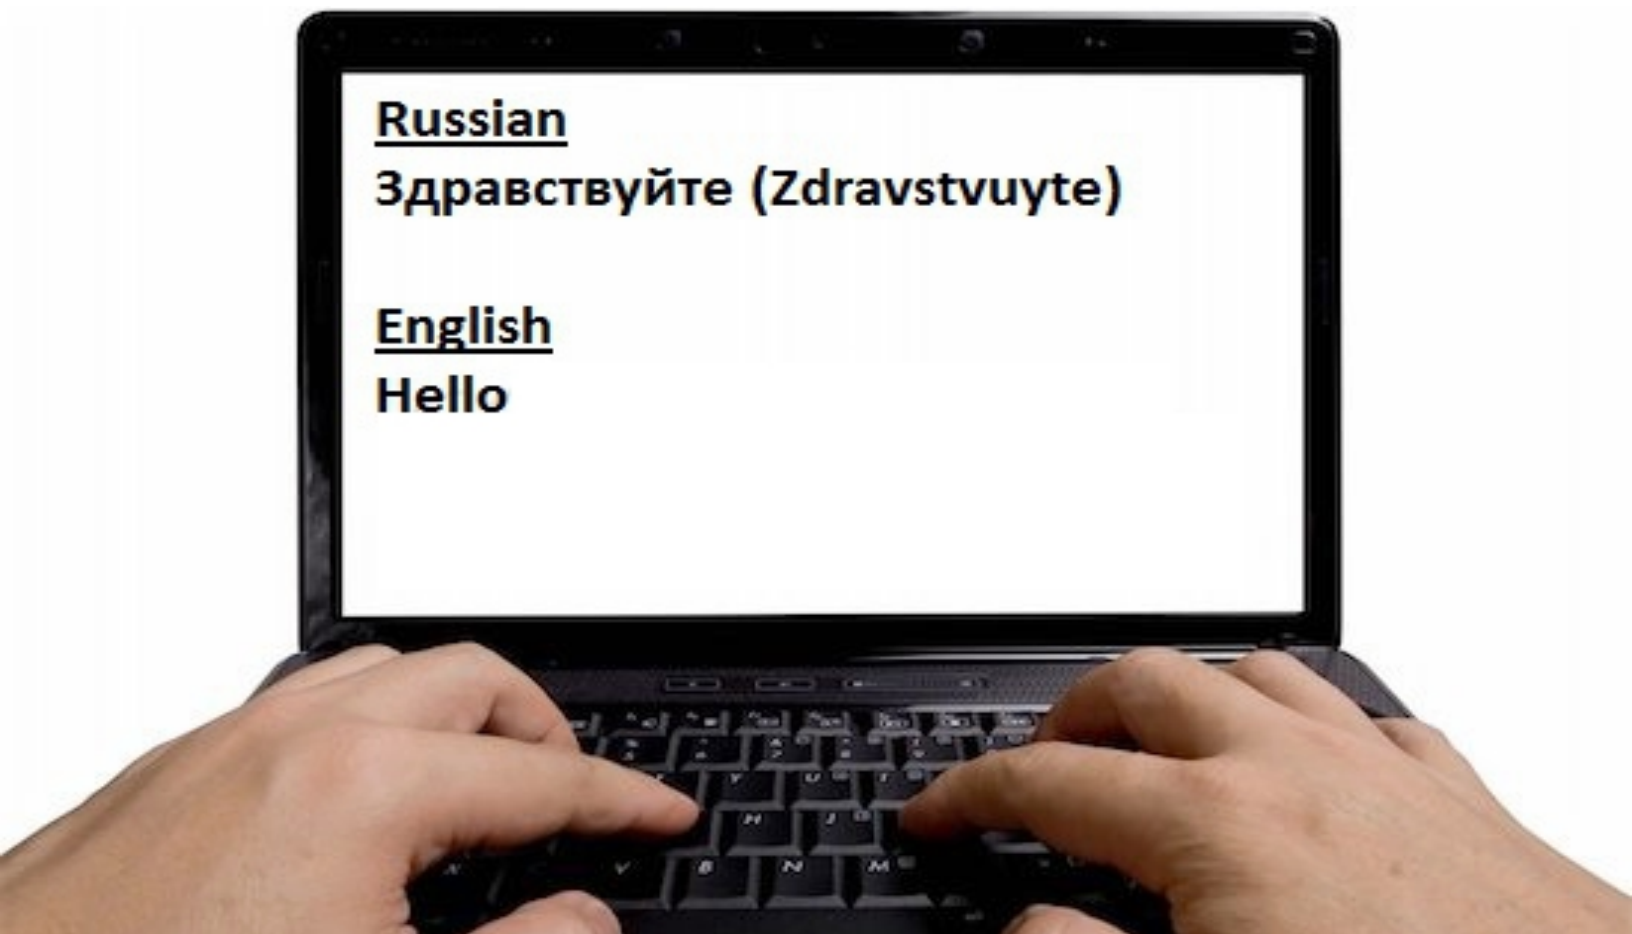 Russian
Здравствуйте (Zdravstvuyte)
English
Hello
Y U I
H J
V B N M